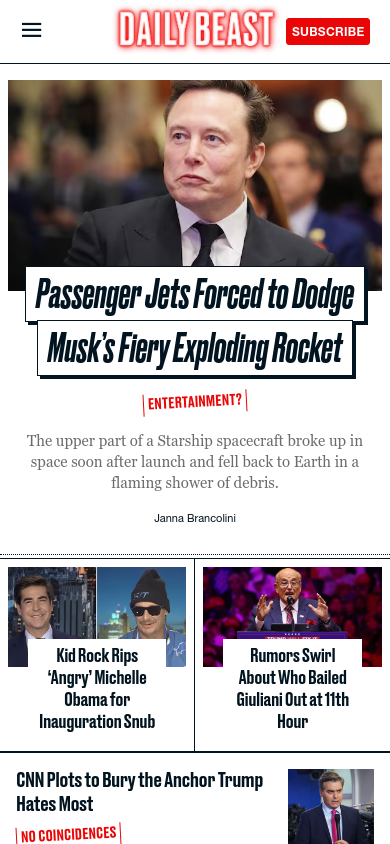 DAILY BEAST
SUBSCRIBE
Passenger Jets Forced to Dodge
Musk’s Fiery Exploding Rocket
ENTERTAINMENT?
The upper part of a Starship spacecraft broke up in
space soon after launch and fell back to Earth in a
flaming shower of debris.
Janna Brancolini
Kid Rock Rips
‘Angry’ Michelle
Obama for
Inauguration Snub
Rumors Swirl
About Who Bailed
Giuliani Out at 11th
Hour
CNN Plots to Bury the Anchor Trump
Hates Most
NO COINCIDENCES